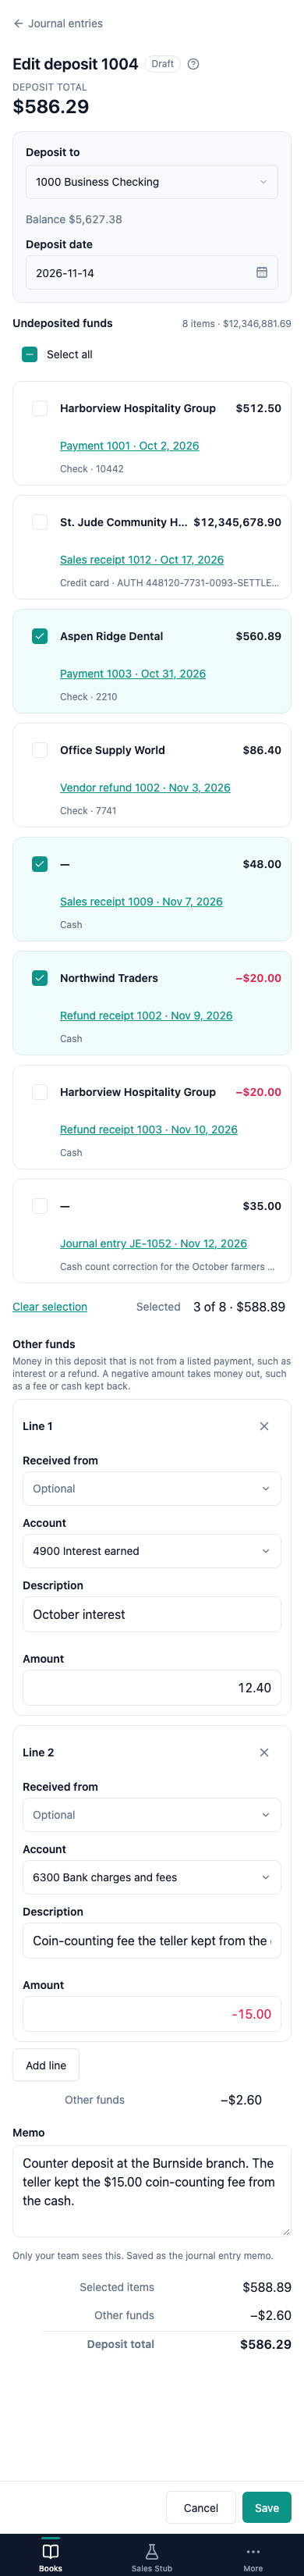 Journal entries
Edit deposit 1004 Draft
DEPOSIT TOTAL
$586.29
Deposit to
1000 Business Checking
Balance $5,627.38
Deposit date
2026-11-14
Undeposited funds 8 items · $12,346,881.69
Select all
Harborview Hospitality Group $512.50
Payment 1001 · Oct 2, 2026
Check · 10442
St. Jude Community H... $12,345,678.90
Sales receipt 1012 · Oct 17, 2026
Credit card · AUTH 448120-7731-0093-SETTLE...
Aspen Ridge Dental $560.89
Payment 1003 · Oct 31, 2026
Check · 2210
Office Supply World $86.40
Vendor refund 1002 · Nov 3, 2026
Check · 7741
— $48.00
Sales receipt 1009 · Nov 7, 2026
Cash
Northwind Traders −$20.00
Refund receipt 1002 · Nov 9, 2026
Cash
Harborview Hospitality Group −$20.00
Refund receipt 1003 · Nov 10, 2026
Cash
— $35.00
Journal entry JE-1052 · Nov 12, 2026
Cash count correction for the October farmers ...
Clear selection Selected 3 of 8 · $588.89
Other funds
Money in this deposit that is not from a listed payment, such as
interest or a refund. A negative amount takes money out, such
as a fee or cash kept back.
Line 1
Received from
Optional
Account
4900 Interest earned
Description
October interest
Amount
12.40
Line 2
Received from
Optional
Account
6300 Bank charges and fees
Description
Coin-counting fee the teller kept from the
Amount
-15.00
Add line
Other funds −$2.60
Memo
Counter deposit at the Burnside branch. The
teller kept the $15.00 coin-counting fee from
the cash.
Only your team sees this. Saved as the journal entry memo.
Selected items $588.89
Other funds −$2.60
Deposit total $586.29
Cancel Save
Books Sales Stub More